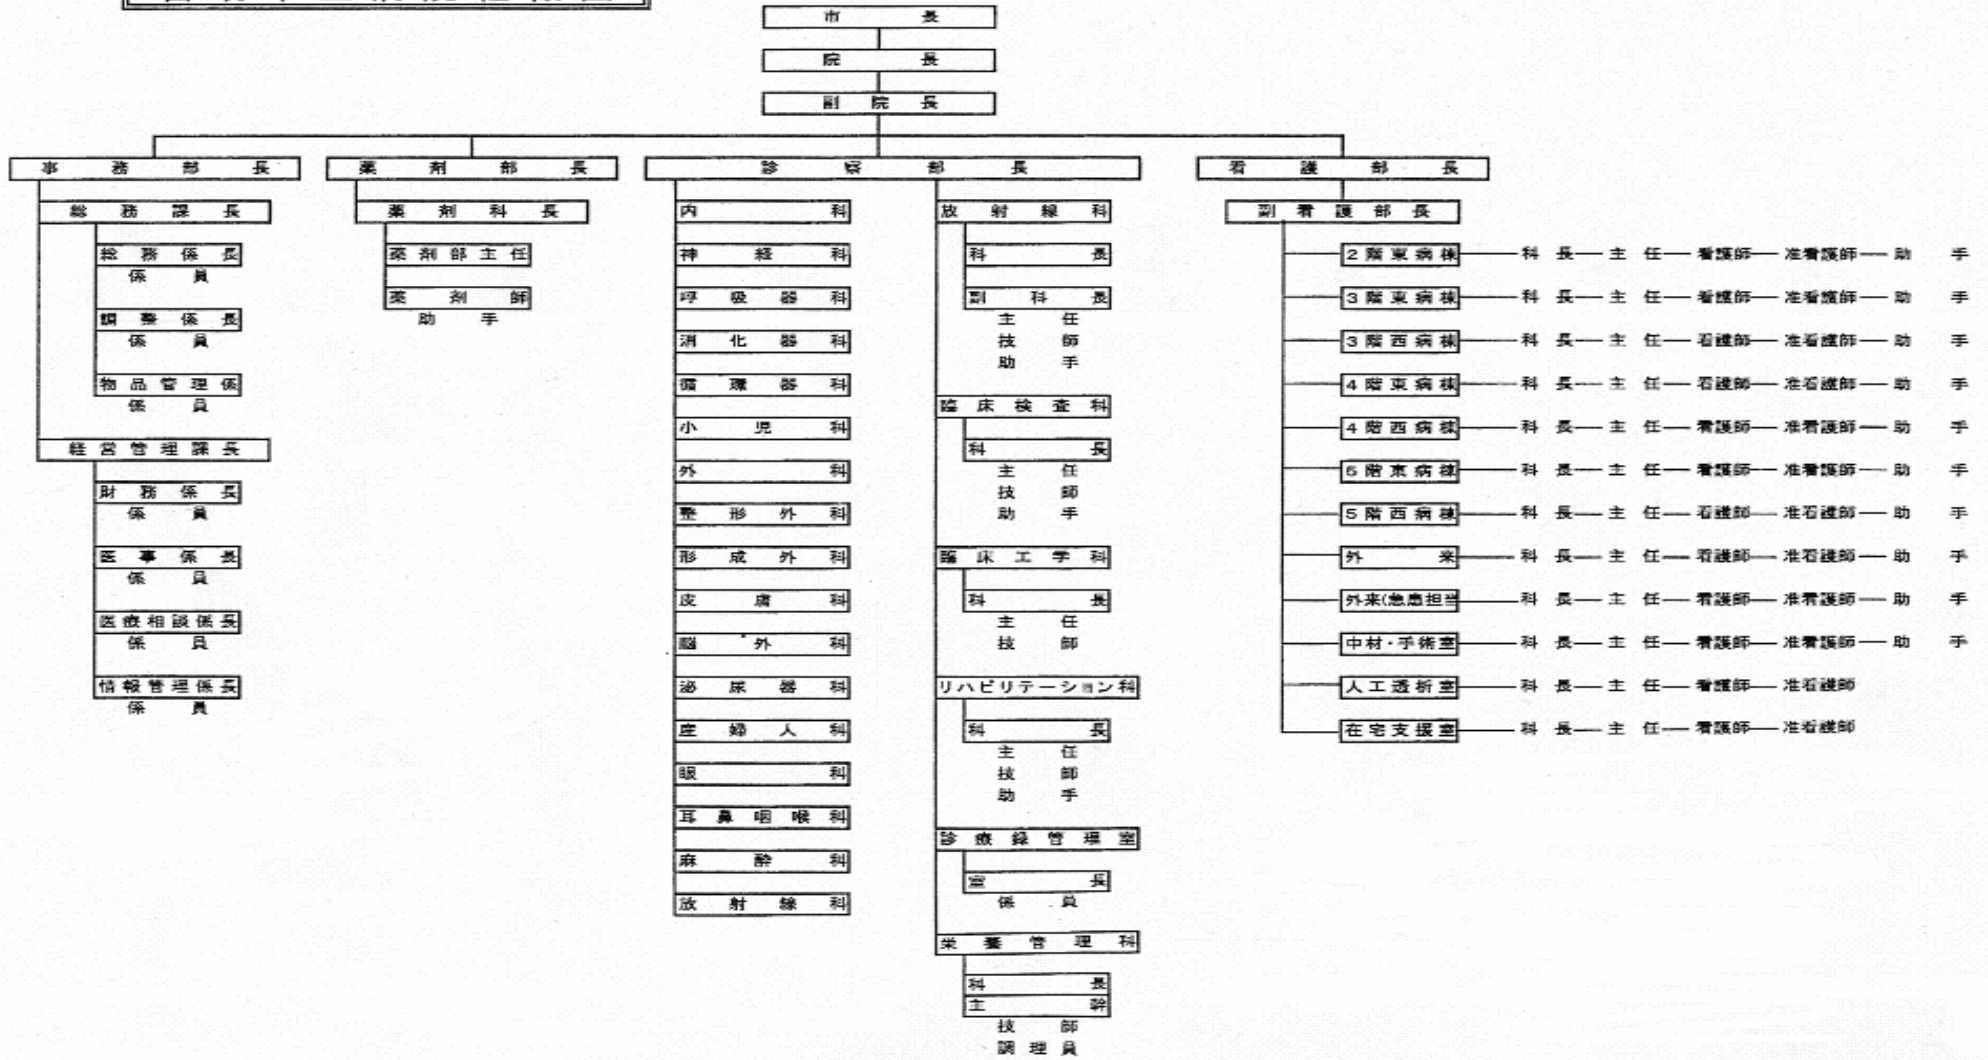 市長
院長
副院長
事務部長
総務課長
総務係長
係員
調整係長
係員
物品管理係
係員
経営管理課長
財務係長
係員
医事係長
係員
医療相談係長
係員
情報管理係長
係員
薬剤部長
薬剤科長
薬剤部主任
薬剤師
助手
診察部長
内科
神経科
呼吸器科
消化器科
循環器科
小児科
外科
整形外科
形成外科
皮膚科
脳外科
泌尿器科
産婦人科
眼科
耳鼻咽喉科
麻酔科
放射線科
放射線科
科長
副科長
主任
技師
助手
臨床検査科
科長
主任
技師
助手
臨床工学科
科長
主任
技師
リハビリテーション科
科長
主任
技師
助手
診療録管理室
室長
係員
栄養管理科
科長
主幹
技師
調理員
看護部長
副看護部長
2階東病棟 科長 主任 看護師 准看護師 助手
3階東病棟 科長 主任 看護師 准看護師 助手
3階西病棟 科長 主任 看護師 准看護師 助手
4階東病棟 科長 主任 看護師 准看護師 助手
4階西病棟 科長 主任 看護師 准看護師 助手
5階東病棟 科長 主任 看護師 准看護師 助手
5階西病棟 科長 主任 看護師 准看護師 助手
外来 科長 主任 看護師 准看護師 助手
外来(急患担当 科長 主任 看護師 准看護師 助手
中材・手術室 科長 主任 看護師 准看護師 助手
人工透析室 科長 主任 看護師 准看護師
在宅支援室 科長 主任 看護師 准看護師